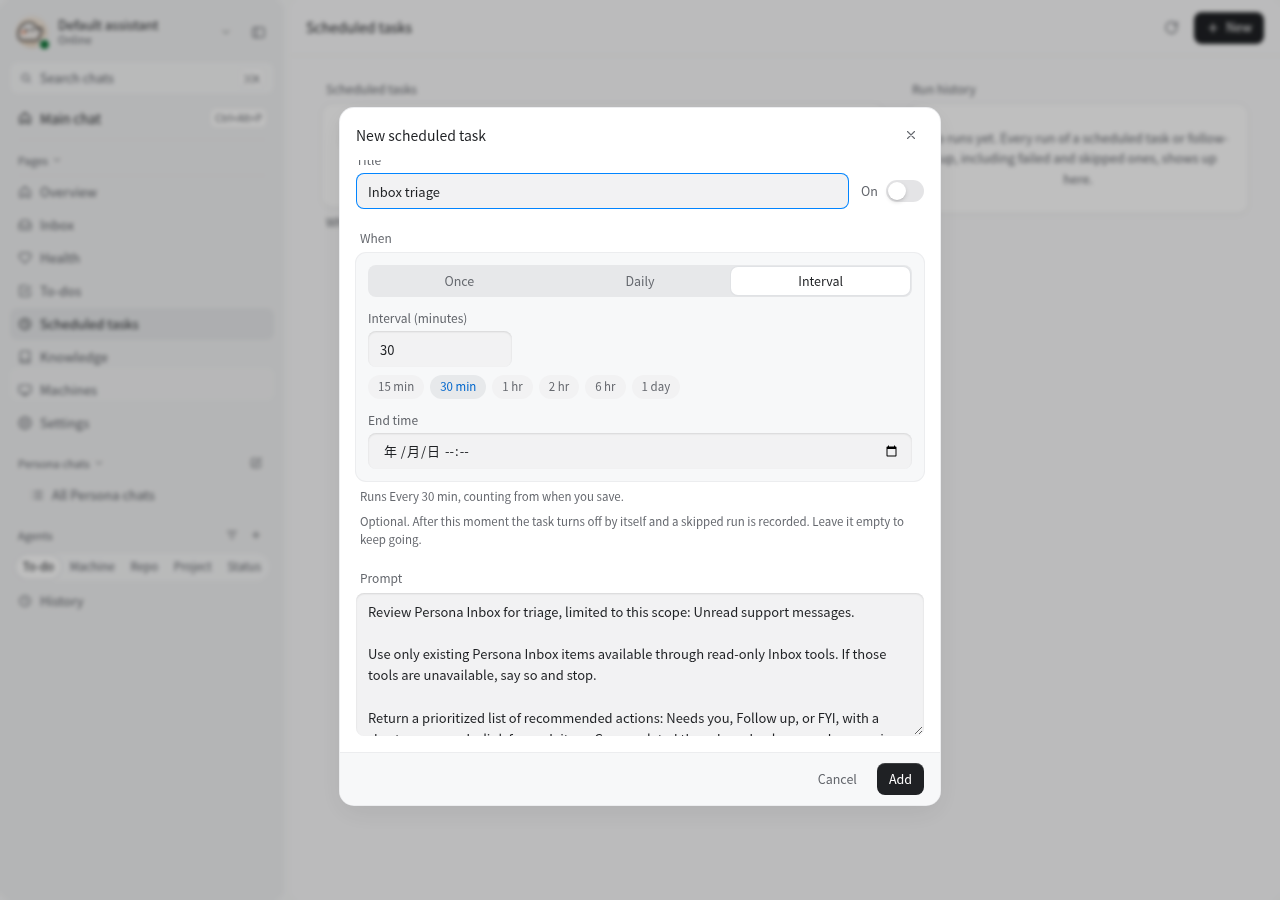 Default assistant
Online
Search chats
Main chat
Pages
Overview
Inbox
Health
To-dos
Scheduled tasks
Knowledge
Machines
Settings
Persona chats
All Persona chats
Agents
To-do Machine Repo Project Status
History
Scheduled tasks
New
Scheduled tasks
Run history
runs yet. Every run of a scheduled task or follow-
up, including failed and skipped ones, shows up
here.
New scheduled task
Title
Inbox triage
On
When
Once Daily Interval
Interval (minutes)
30
15 min 30 min 1 hr 2 hr 6 hr 1 day
End time
年 /月/日 --:--
Runs Every 30 min, counting from when you save.
Optional. After this moment the task turns off by itself and a skipped run is recorded. Leave it empty to
keep going.
Prompt
Review Persona Inbox for triage, limited to this scope: Unread support messages.
Use only existing Persona Inbox items available through read-only Inbox tools. If those
tools are unavailable, say so and stop.
Return a prioritized list of recommended actions: Needs you, Follow up, or FYI, with a
Cancel Add